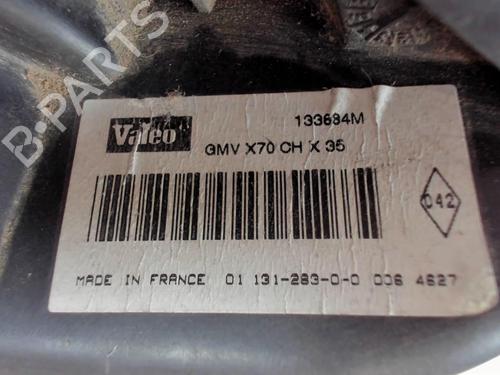 B-PARTS
Valeo
133684M
GMV X70 CH X 35
042
MADE IN FRANCE 01 131-283-0-0 006 4627